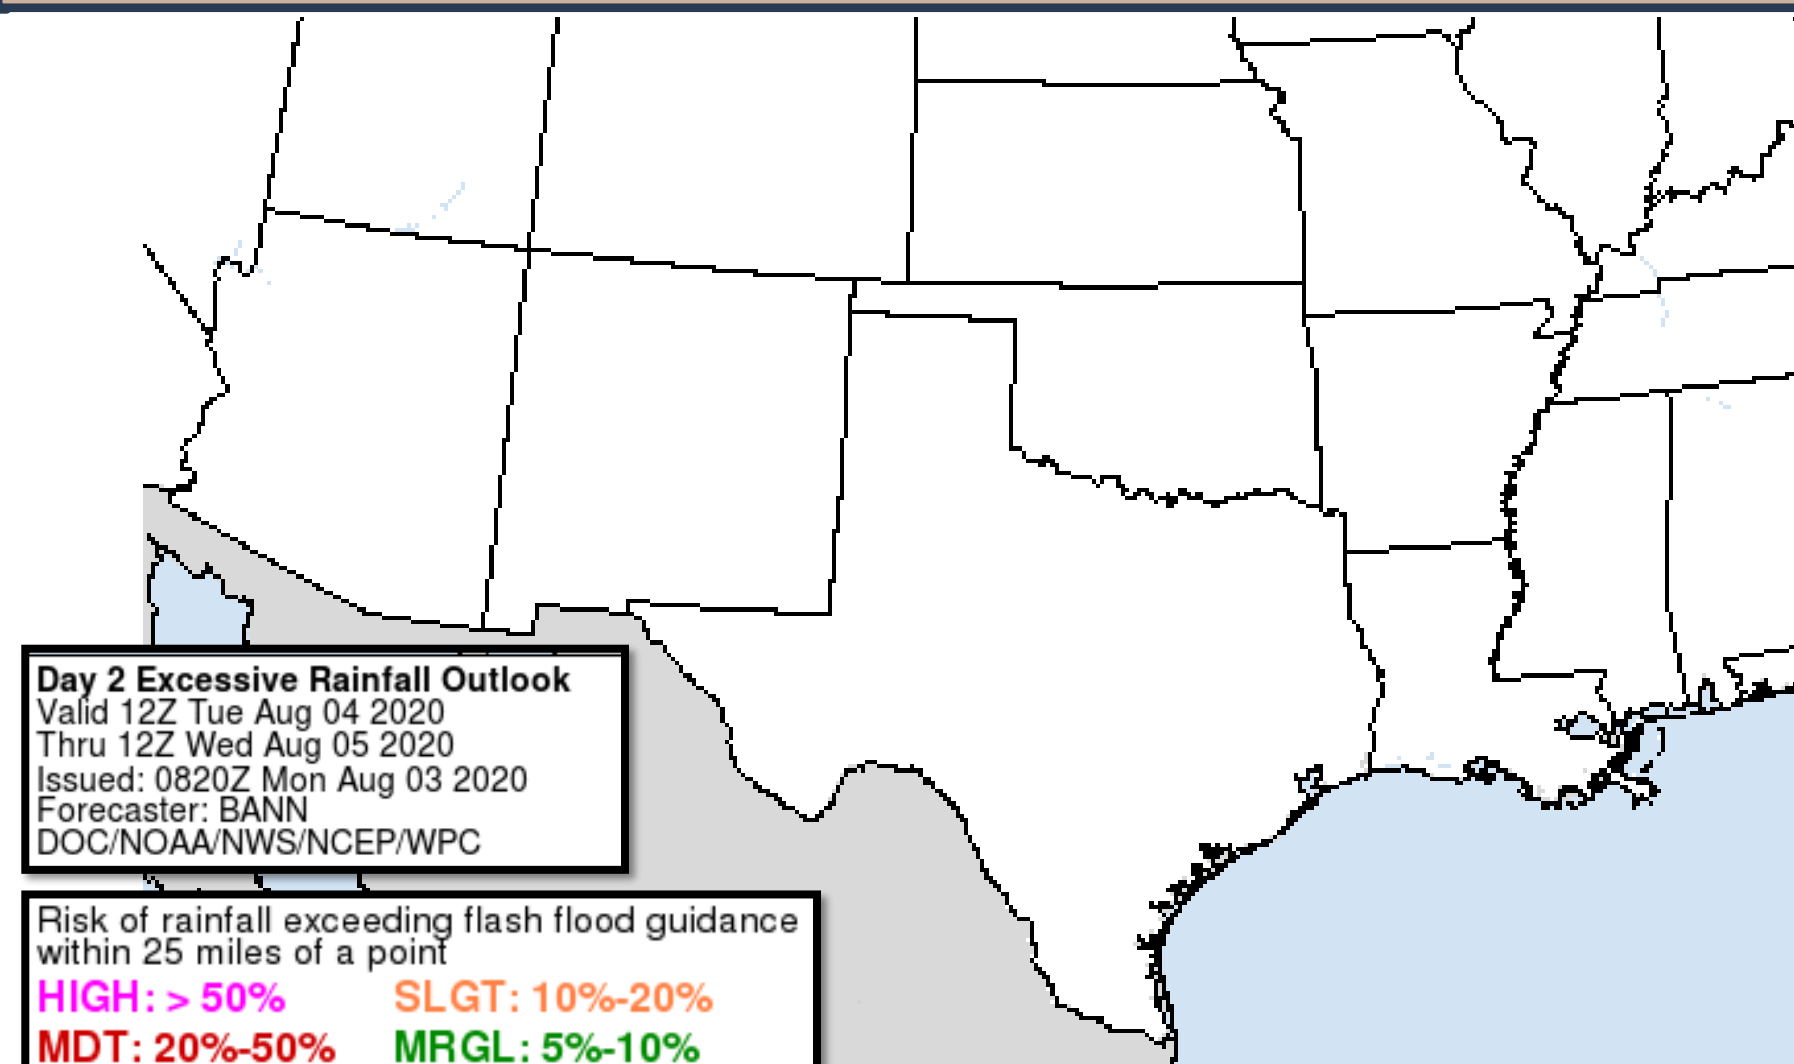 Day 2 Excessive Rainfall Outlook
Valid 12Z Tue Aug 04 2020
Thru 12Z Wed Aug 05 2020
Issued: 0820Z Mon Aug 03 2020
Forecaster: BANN
DOC/NOAA/NWS/NCEP/WPC
Risk of rainfall exceeding flash flood guidance
within 25 miles of a point
HIGH: > 50% SLGT: 10%-20%
MDT: 20%-50% MRGL: 5%-10%